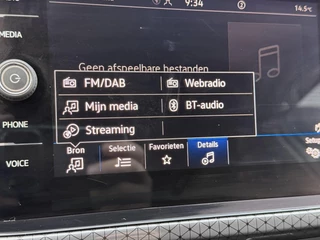 9:34
14.5°C
MEDIA
Geen afspeelbare bestanden
FM/DAB
Webradio
Mijn media
BT-audio
Streaming
PHONE
Bron
Selectie
Favorieten
Details
VOICE